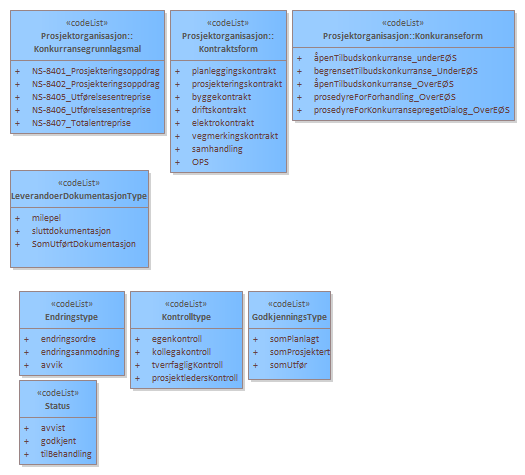 «codeList»
Prosjektorganisasjon::
Konkurransegrunnlagsmal
+ NS-8401_Prosjekteringsoppdrag
+ NS-8402_Prosjekteringsoppdrag
+ NS-8405_Utførelsesentreprise
+ NS-8406_Utførelsesentreprise
+ NS-8407_Totalentreprise
«codeList»
Prosjektorganisasjon::
Kontraktsform
+ planleggingskontrakt
+ prosjekteringskontrakt
+ byggekontrakt
+ driftskontrakt
+ elektrokontrakt
+ vegmerkingskontrakt
+ samhandling
+ OPS
«codeList»
Prosjektorganisasjon::Konkuranseform
+ åpenTilbudskonkurranse_underEØS
+ begrensetTilbudskonkurranse_UnderEØS
+ åpenTilbudskonkurranse_OverEØS
+ prosedyreForForhandling_OverEØS
+ prosedyreForKonkurransepregetDialog_OverEØS
«codeList»
LeverandoerDokumentasjonType
+ milepel
+ sluttdokumentasjon
+ SomUtførtDokumentasjon
«codeList»
Endringstype
+ endringsordre
+ endringsanmodning
+ avvik
«codeList»
Kontrolltype
+ egenkontroll
+ kollegakontroll
+ tverrfagligKontroll
+ prosjektledersKontroll
«codeList»
GodkjenningsType
+ somPlanlagt
+ somProsjektert
+ somUtfør
«codeList»
Status
+ avvist
+ godkjent
+ tilBehandling